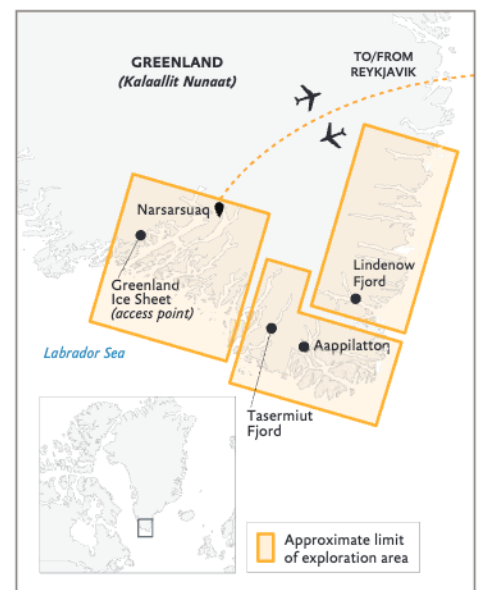 GREENLAND
(Kalaallit Nunaat)
TO/FROM
REYKJAVIK
Narsarsuaq
Greenland
Ice Sheet
(access point)
Lindenow
Fjord
Labrador Sea
Aappilattoq
Tasermiut
Fjord
Approximate limit
of exploration area